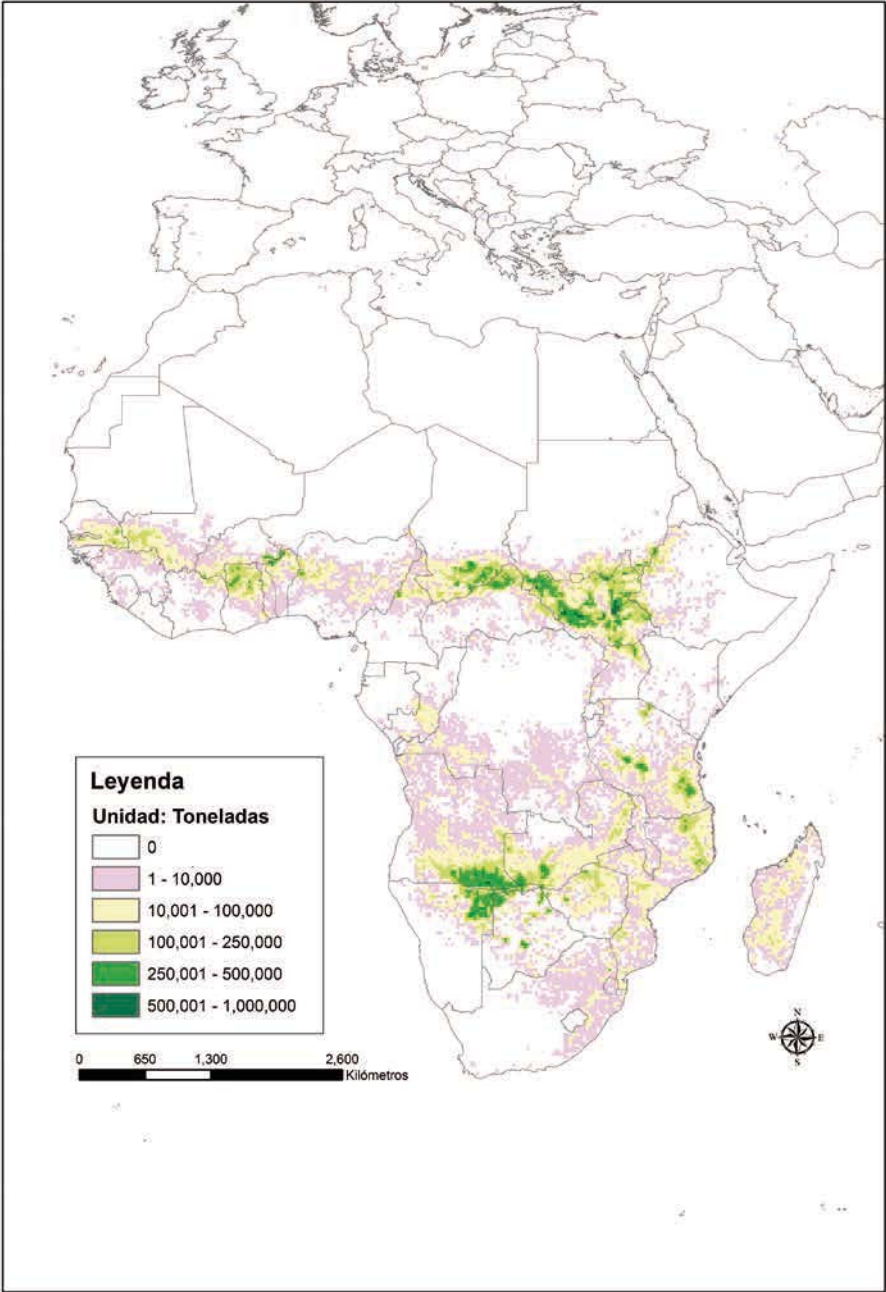 Leyenda
Unidad: Toneladas
0
1 - 10,000
10,001 - 100,000
100,001 - 250,000
250,001 - 500,000
500,001 - 1,000,000
0 650 1,300 2,600
Kilómetros
N
W E
S